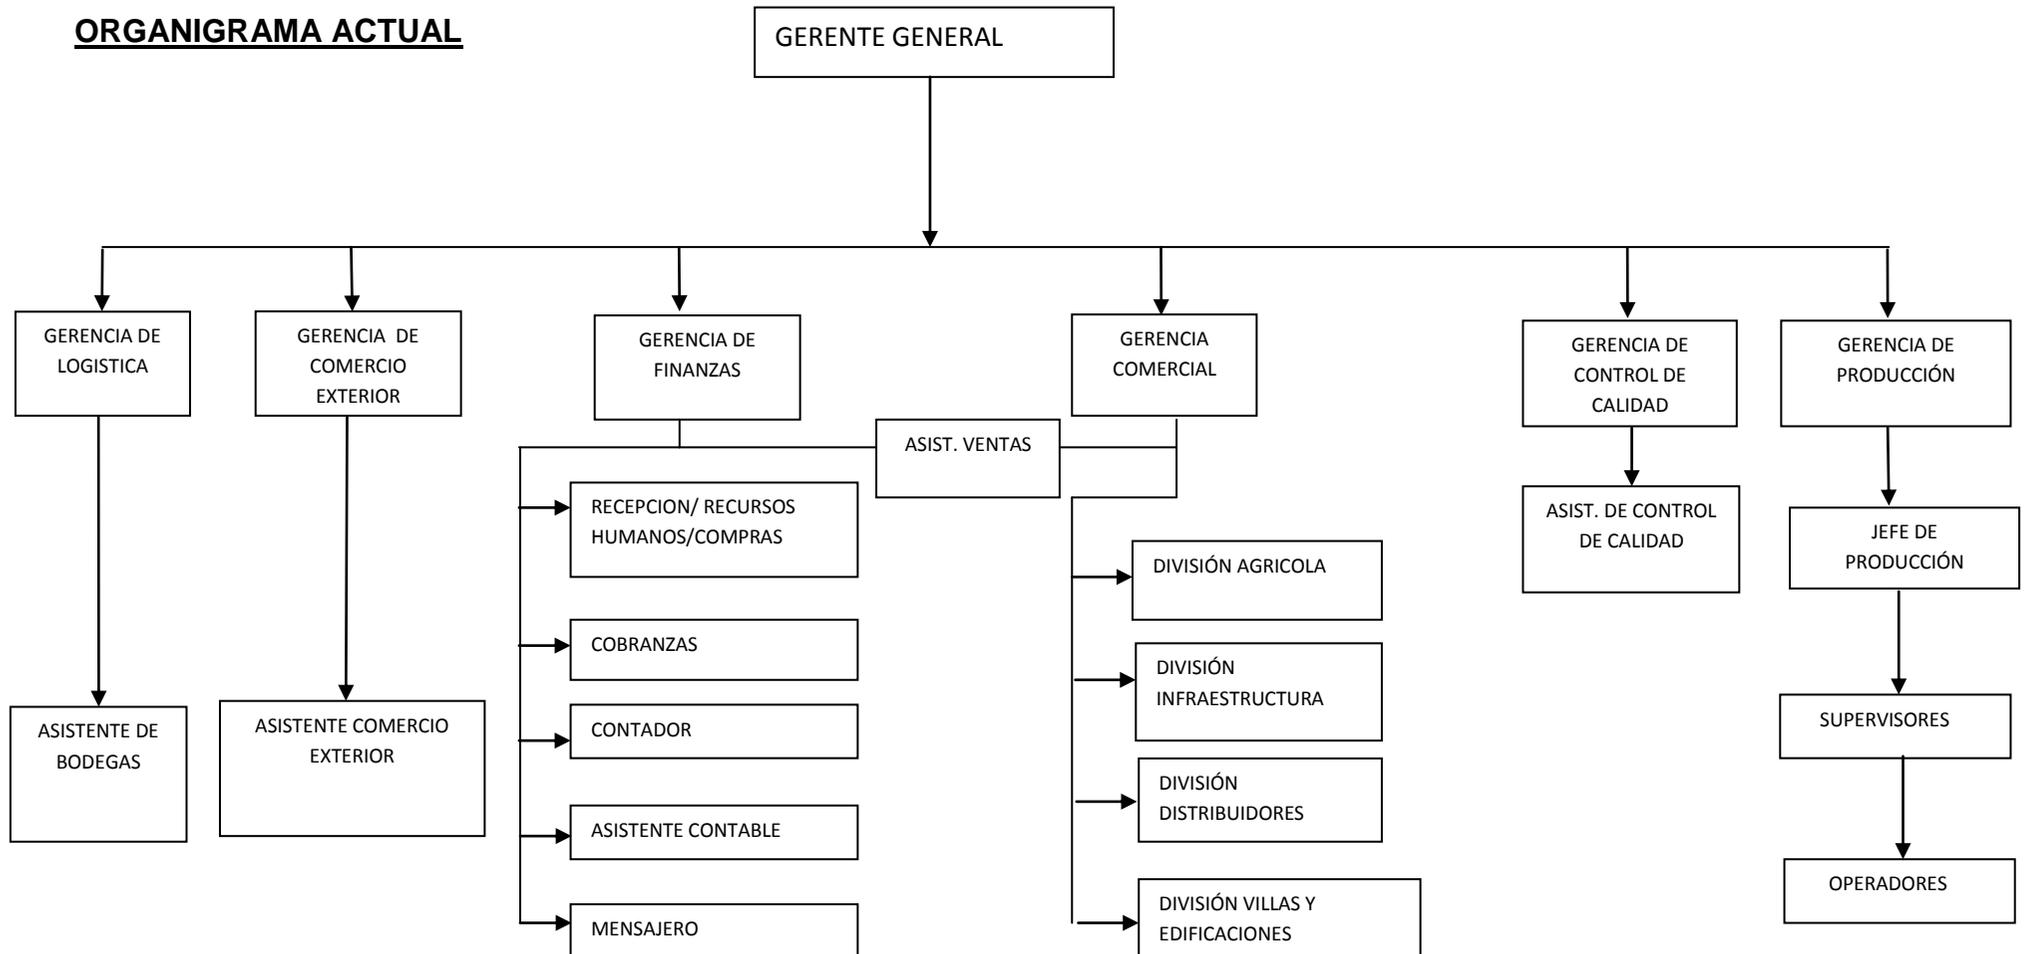 ORGANIGRAMA ACTUAL
GERENTE GENERAL
GERENCIA DE
LOGISTICA
GERENCIA DE
COMERCIO
EXTERIOR
GERENCIA DE
FINANZAS
GERENCIA
COMERCIAL
GERENCIA DE
CONTROL DE
CALIDAD
GERENCIA DE
PRODUCCIÓN
ASIST. VENTAS
RECEPCION/ RECURSOS
HUMANOS/COMPRAS
COBRANZAS
CONTADOR
ASISTENTE CONTABLE
MENSAJERO
DIVISIÓN AGRICOLA
DIVISIÓN
INFRAESTRUCTURA
DIVISIÓN
DISTRIBUIDORES
DIVISIÓN VILLAS Y
EDIFICACIONES
ASIST. DE CONTROL
DE CALIDAD
JEFE DE
PRODUCCIÓN
SUPERVISORES
OPERADORES
ASISTENTE DE
BODEGAS
ASISTENTE COMERCIO
EXTERIOR